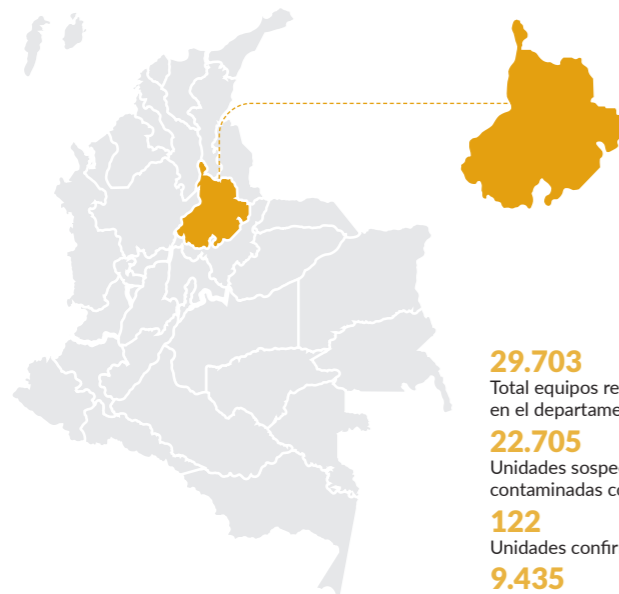 29.703
Total equipos re
en el departame
22.705
Unidades sospe
contaminadas co
122
Unidades confir
9.435